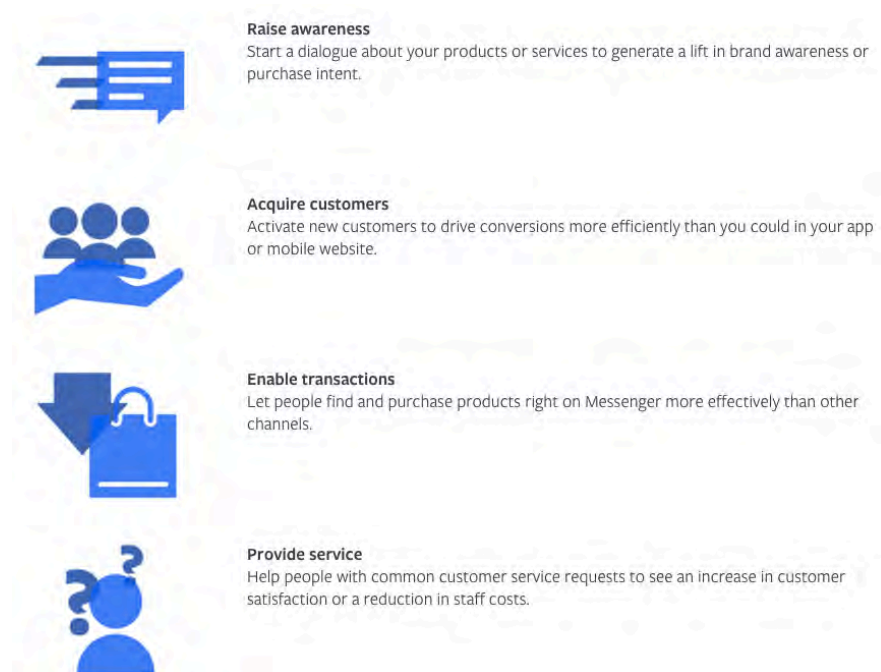 Raise awareness
Start a dialogue about your products or services to generate a lift in brand awareness or
purchase intent.
Acquire customers
Activate new customers to drive conversions more efficiently than you could in your app
or mobile website.
Enable transactions
Let people find and purchase products right on Messenger more effectively than other
channels.
Provide service
Help people with common customer service requests to see an increase in customer
satisfaction or a reduction in staff costs.